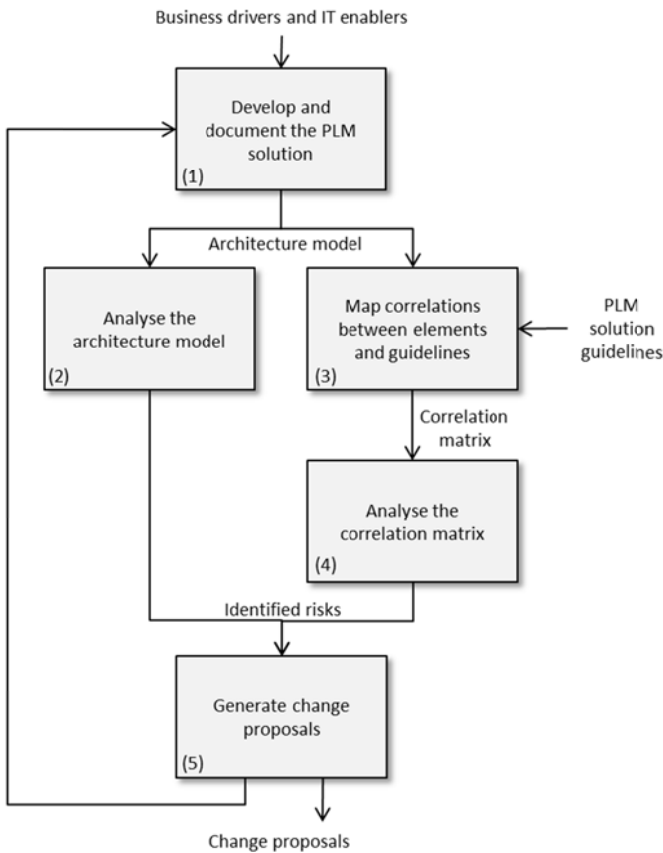 Business drivers and IT enablers
Develop and
document the PLM
solution
(1)
Architecture model
Analyse the
architecture model
(2)
Map correlations
between elements
and guidelines
(3)
PLM
solution
guidelines
Correlation
matrix
Analyse the
correlation matrix
(4)
Identified risks
Generate change
proposals
(5)
Change proposals